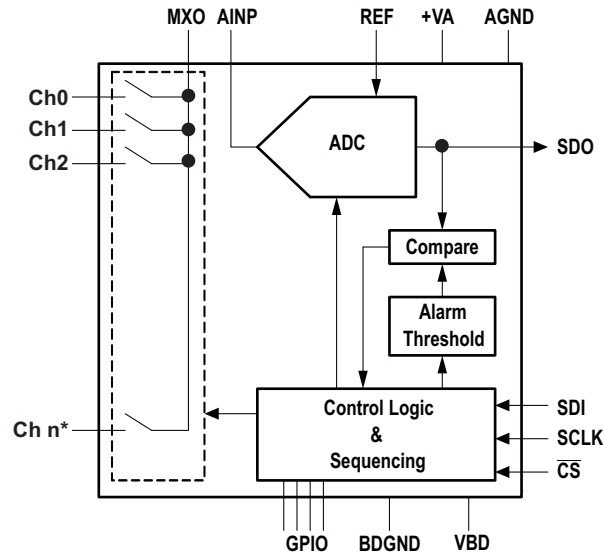 MXO AINP REF +VA AGND
Ch0
Ch1
Ch2
ADC
SDO
Compare
Alarm
Threshold
Ch n*
Control Logic
&
Sequencing
SDI
SCLK
CS
GPIO BDGND VBD